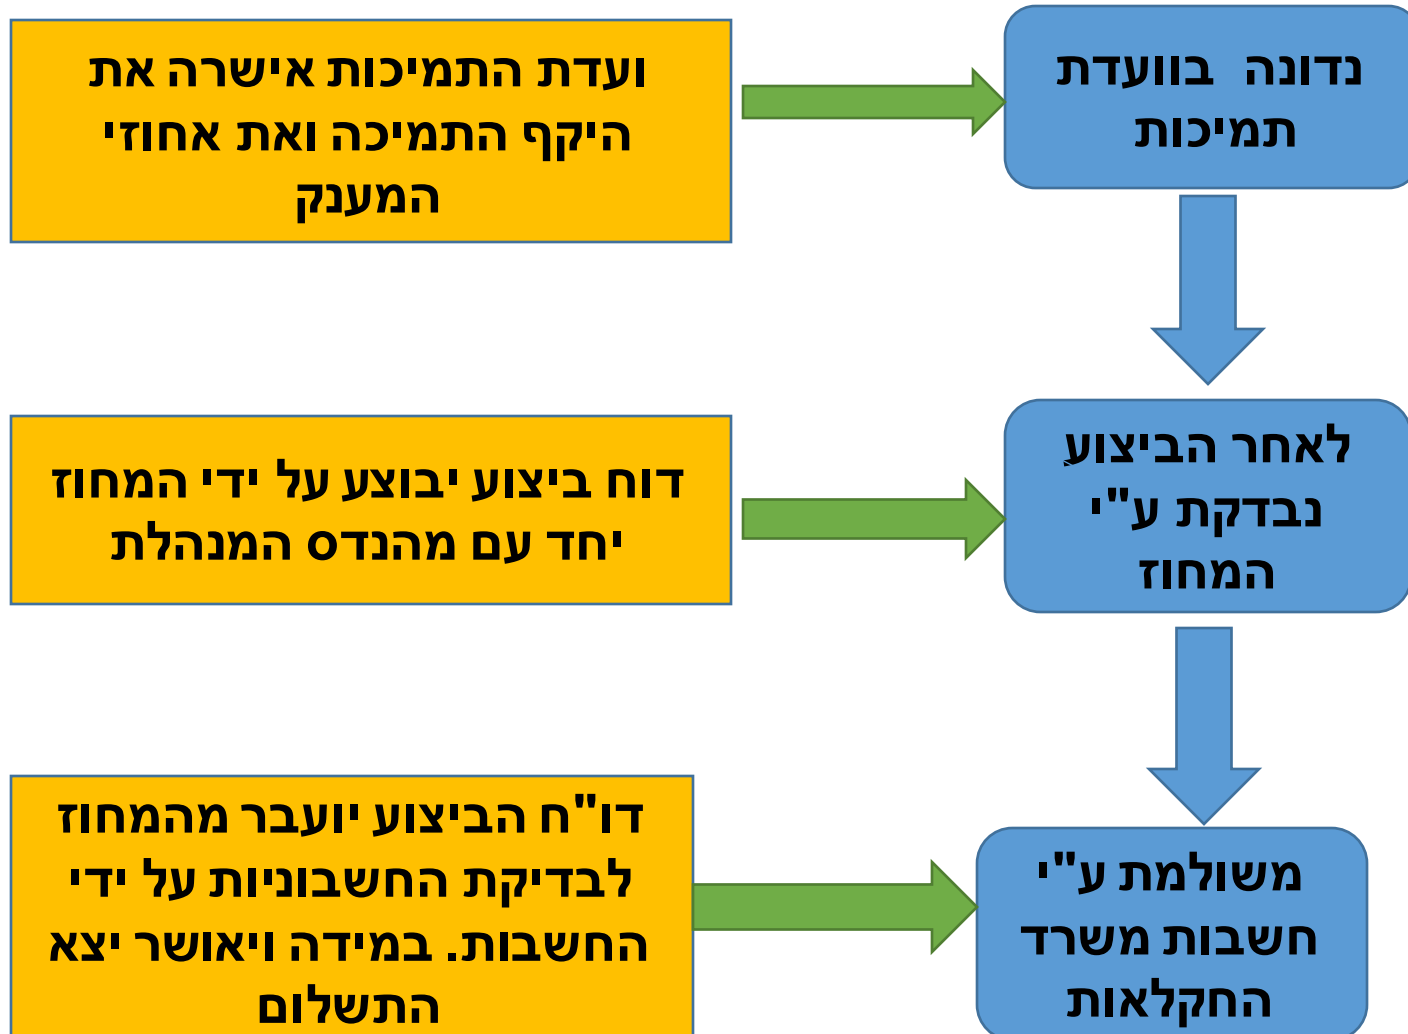 נדונה בוועדת
תמיכות
ועדת התמיכות אישרה את
היקף התמיכה ואת אחוזי
המענק
לאחר הביצוע
נבדקת ע"י
המחוז
דוח ביצוע יבוצע על ידי המחוז
יחד עם מהנדס המנהלת
משולמת ע"י
חשבות משרד
החקלאות
דו"ח הביצוע יועבר מהמחוז
לבדיקת החשבוניות על ידי
החשבות. במידה ויאושר יצא
התשלום